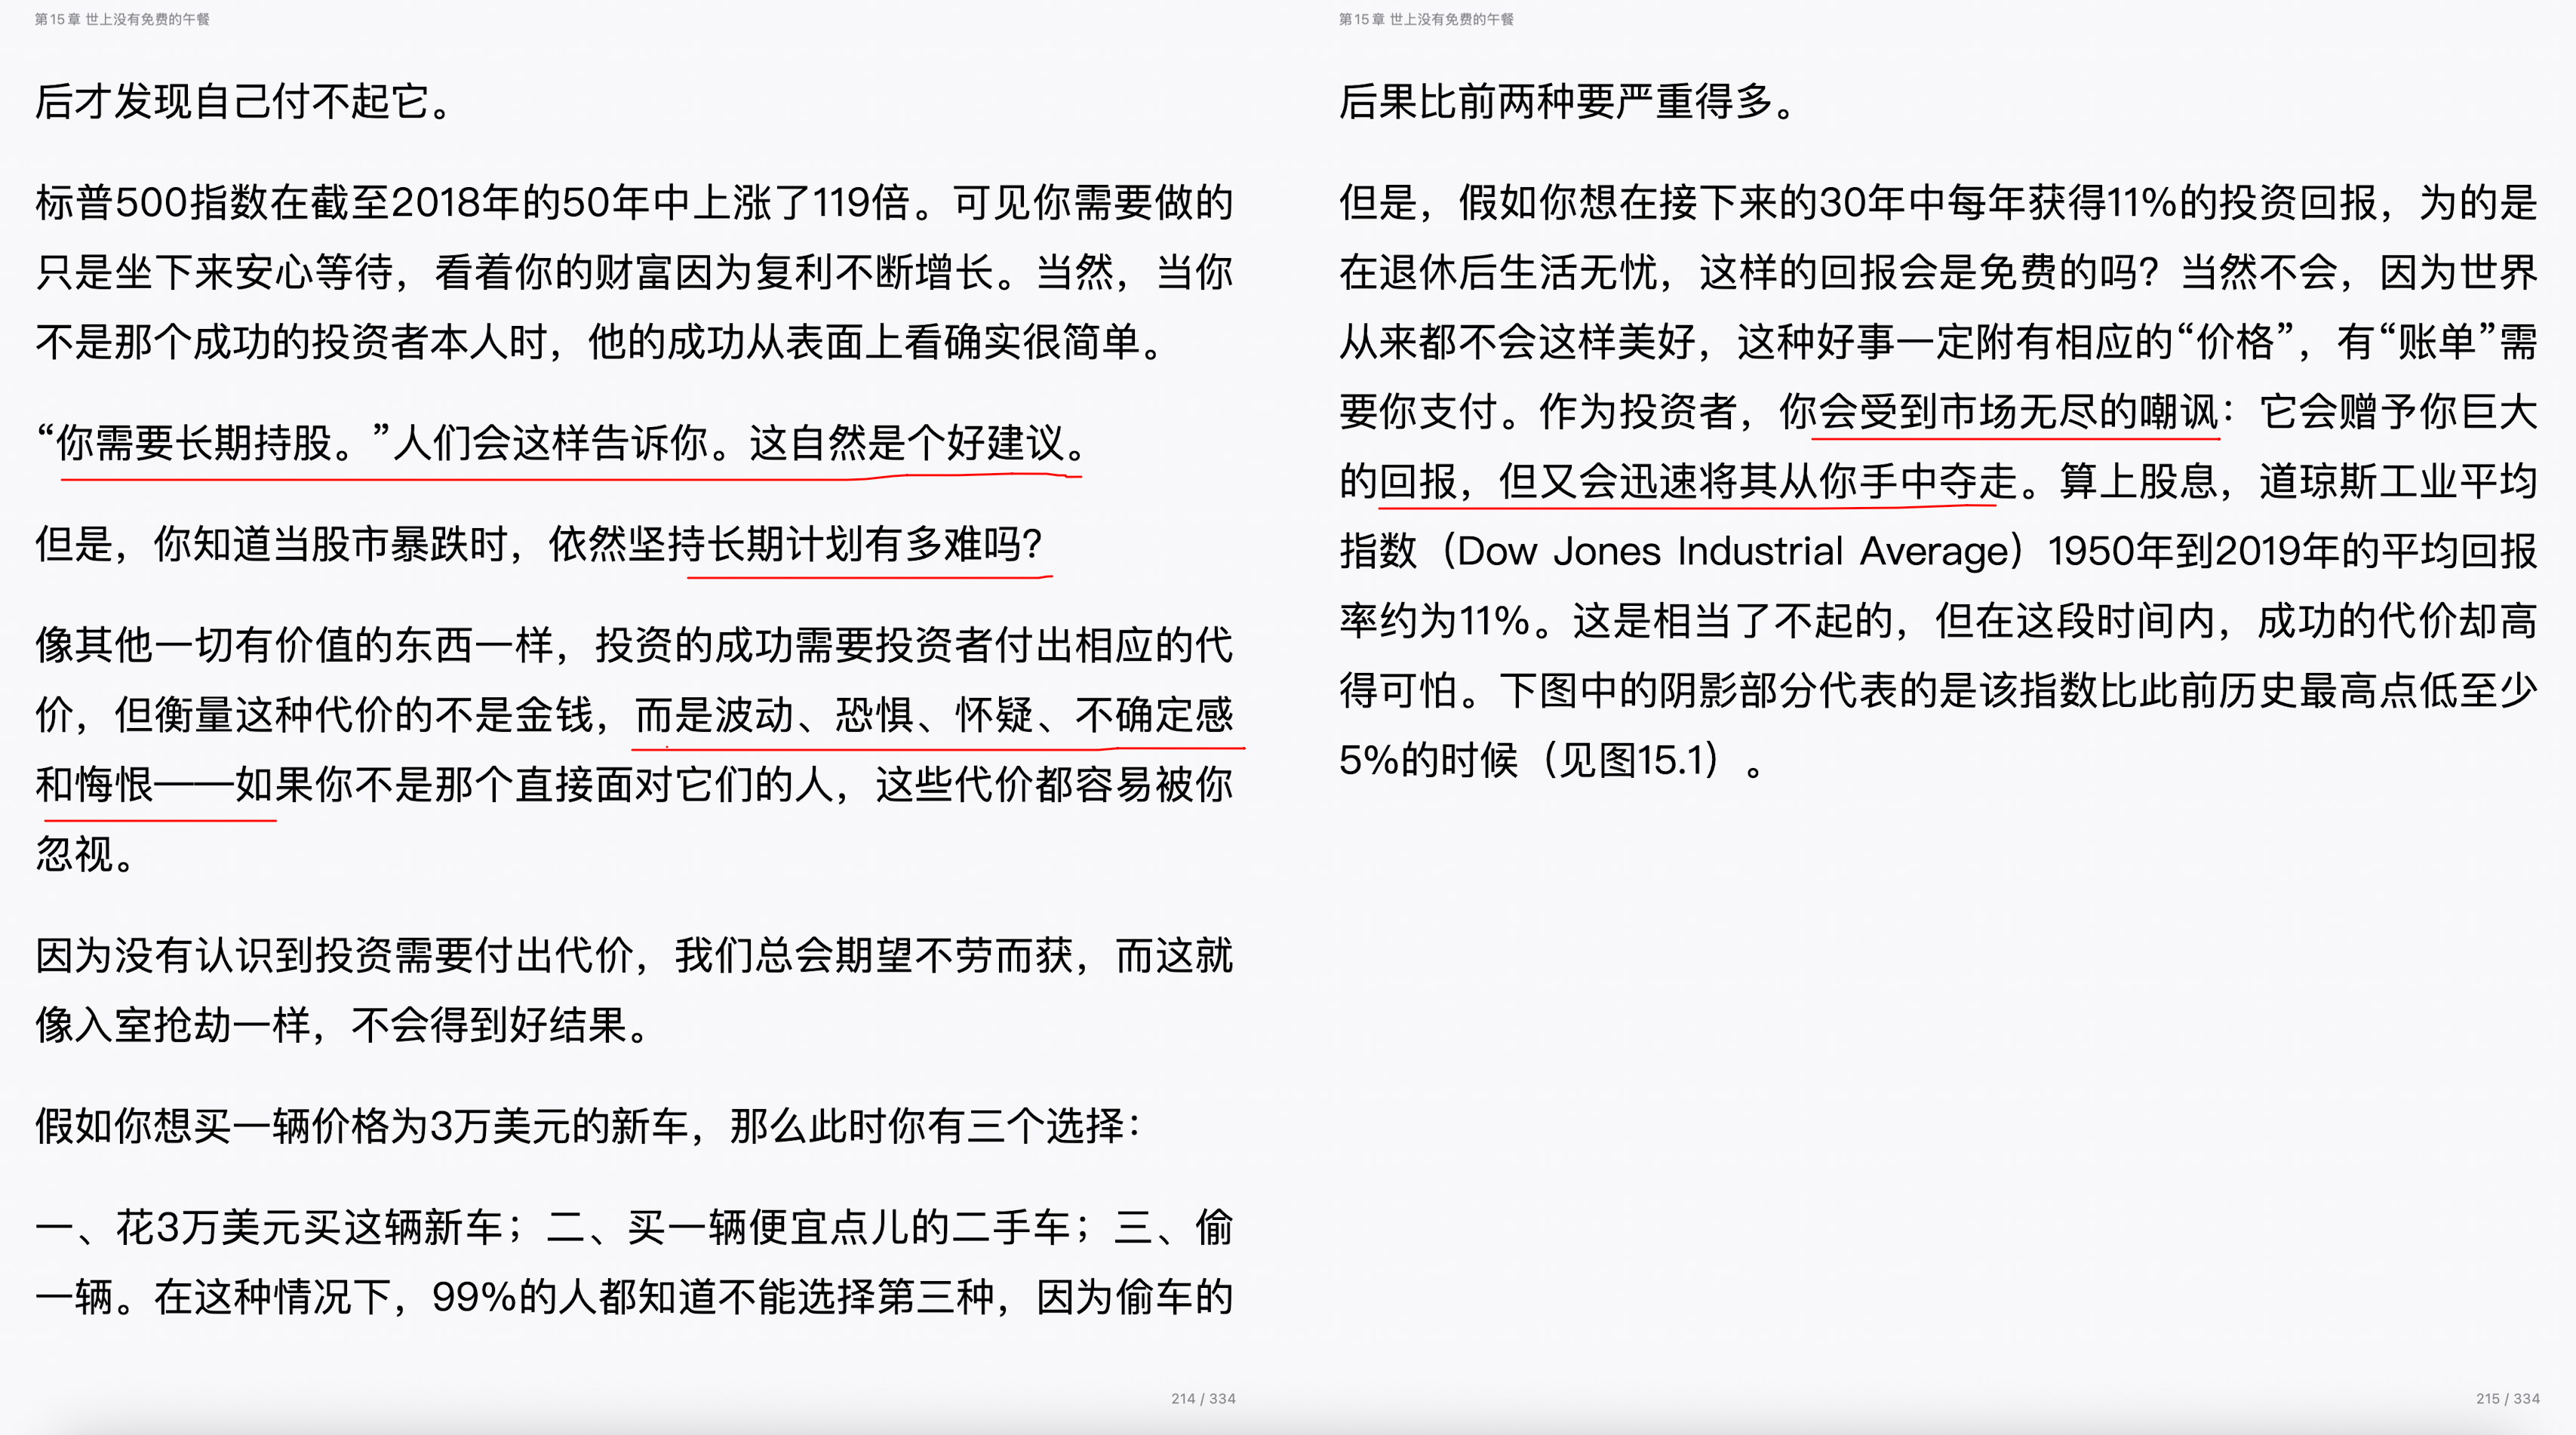 第15章 世上没有免费的午餐
后才发现自己付不起它。
标普500指数在截至2018年的50年中上涨了119倍。可见你需要做的
只是坐下来安心等待，看着你的财富因为复利不断增长。当然，当你
不是那个成功的投资者本人时，他的成功从表面上看确实很简单。
“你需要长期持股。”人们会这样告诉你。这自然是个好建议。
但是，你知道当股市暴跌时，依然坚持长期计划有多难吗？
像其他一切有价值的东西一样，投资的成功需要投资者付出相应的代
价，但衡量这种代价的不是金钱，而是波动、恐惧、怀疑、不确定感
和悔恨——如果你不是那个直接面对它们的人，这些代价都容易被你
忽视。
因为没有认识到投资需要付出代价，我们总会期望不劳而获，而这就
像入室抢劫一样，不会得到好结果。
假如你想买一辆价格为3万美元的新车，那么此时你有三个选择：
一、花3万美元买这辆新车；二、买一辆便宜点儿的二手车；三、偷
一辆。在这种情况下，99%的人都知道不能选择第三种，因为偷车的
214 / 334
第15章 世上没有免费的午餐
后果比前两种要严重得多。
但是，假如你想在接下来的30年中每年获得11%的投资回报，为的是
在退休后生活无忧，这样的回报会是免费的吗？当然不会，因为世界
从来都不会这样美好，这种好事一定附有相应的“价格”，有“账单”需
要你支付。作为投资者，你会受到市场无尽的嘲讽：它会赠予你巨大
的回报，但又会迅速将其从你手中夺走。算上股息，道琼斯工业平均
指数（Dow Jones Industrial Average）1950年到2019年的平均回报
率约为11%。这是相当了不起的，但在这段时间内，成功的代价却高
得可怕。下图中的阴影部分代表的是该指数比此前历史最高点低至少
5%的时候（见图15.1）。
215 / 334